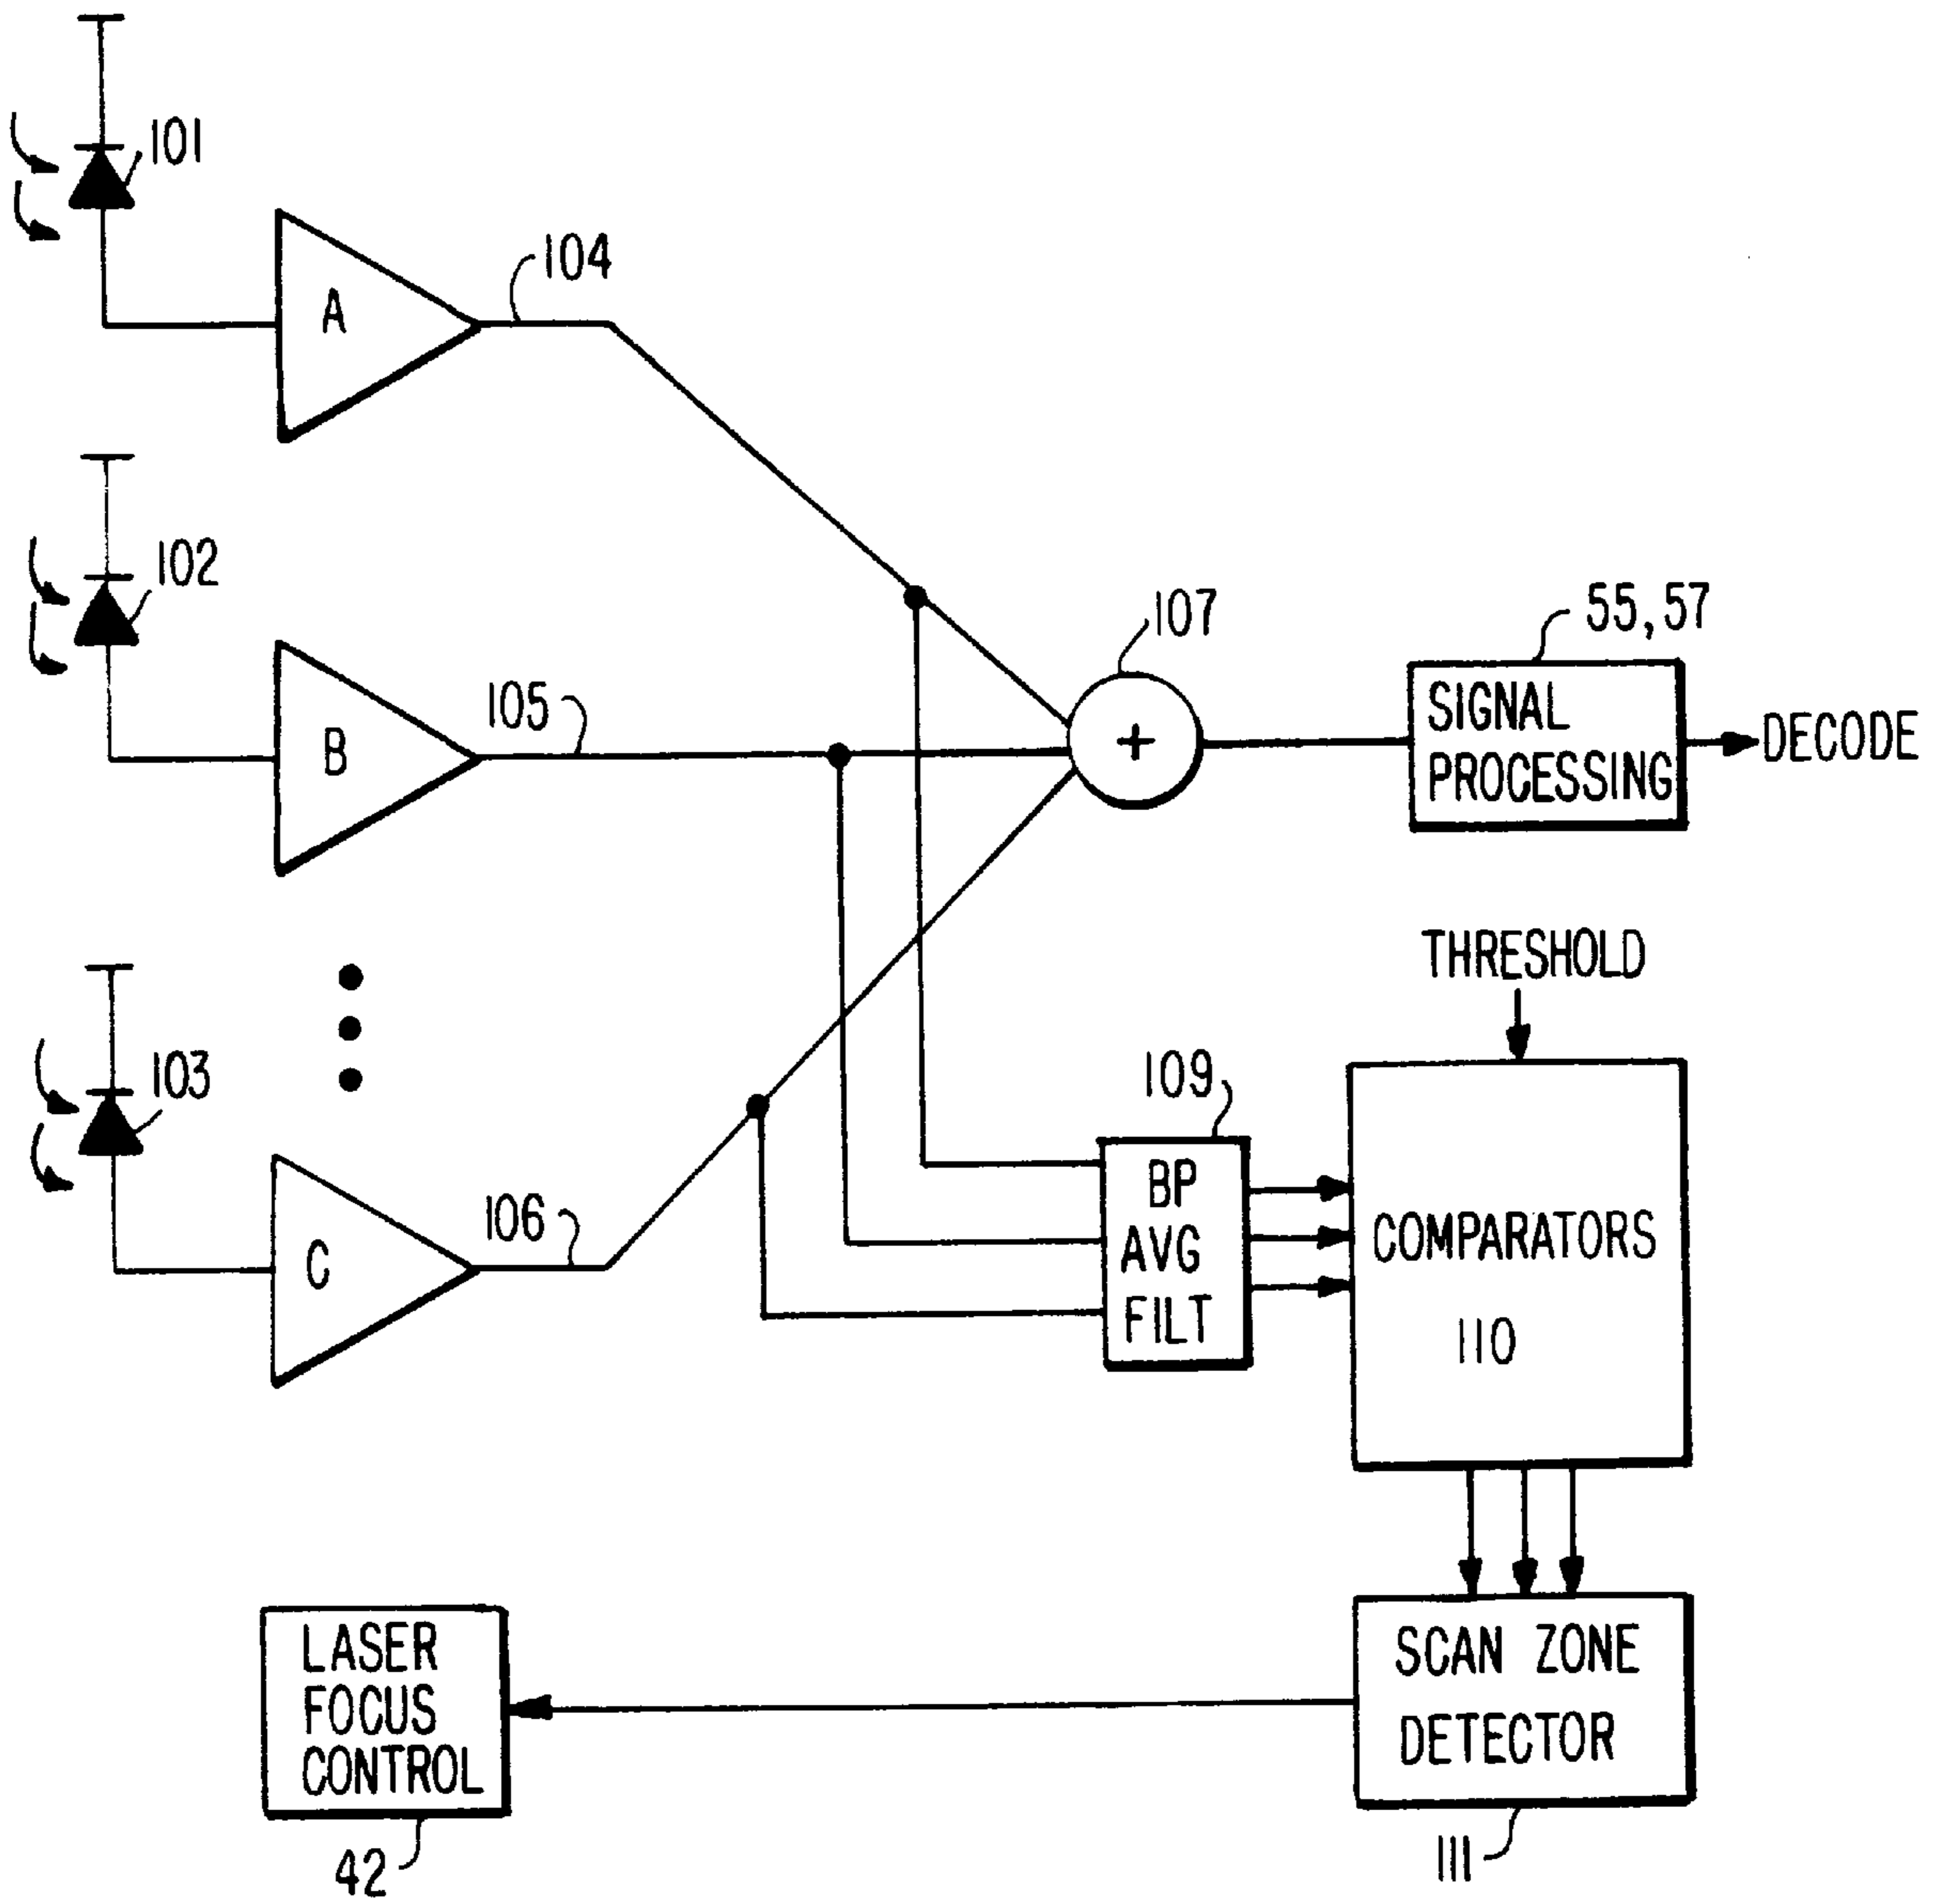 101
A
104
102
B
105
107
55,57
SIGNAL
PROCESSING
DECODE
THRESHOLD
103
C
106
109
BP
AVG
FILT
COMPARATORS
110
LASER
FOCUS
CONTROL
42
SCAN ZONE
DETECTOR
111
+